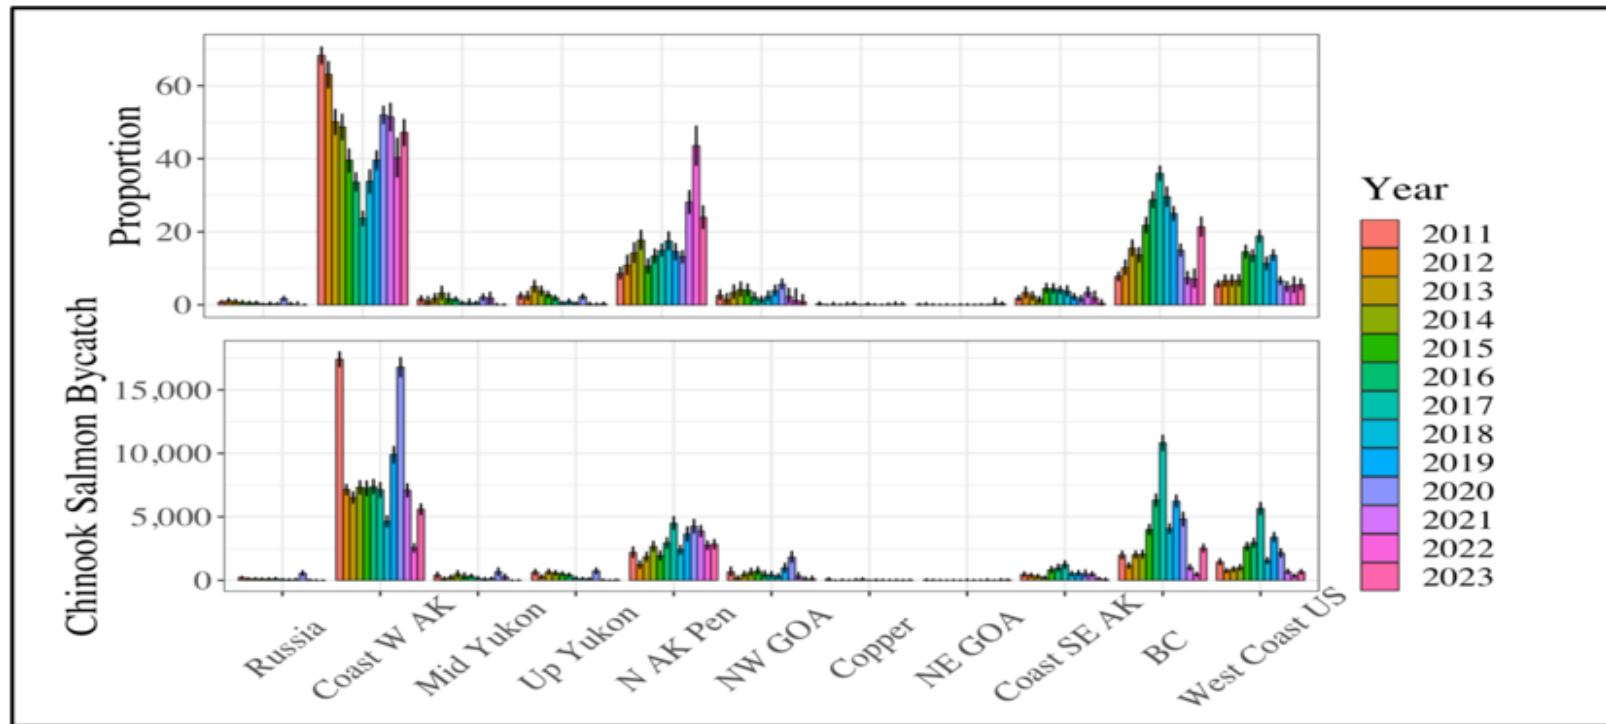 Proportion
60
40
20
0
Chinook Salmon Bycatch
15,000
10,000
5,000
0
Russia
Coast W AK
Mid Yukon
Up Yukon
N AK Pen
NW GOA
Copper
NE GOA
Coast SE AK
BC
West Coast US
Year
2011
2012
2013
2014
2015
2016
2017
2018
2019
2020
2021
2022
2023